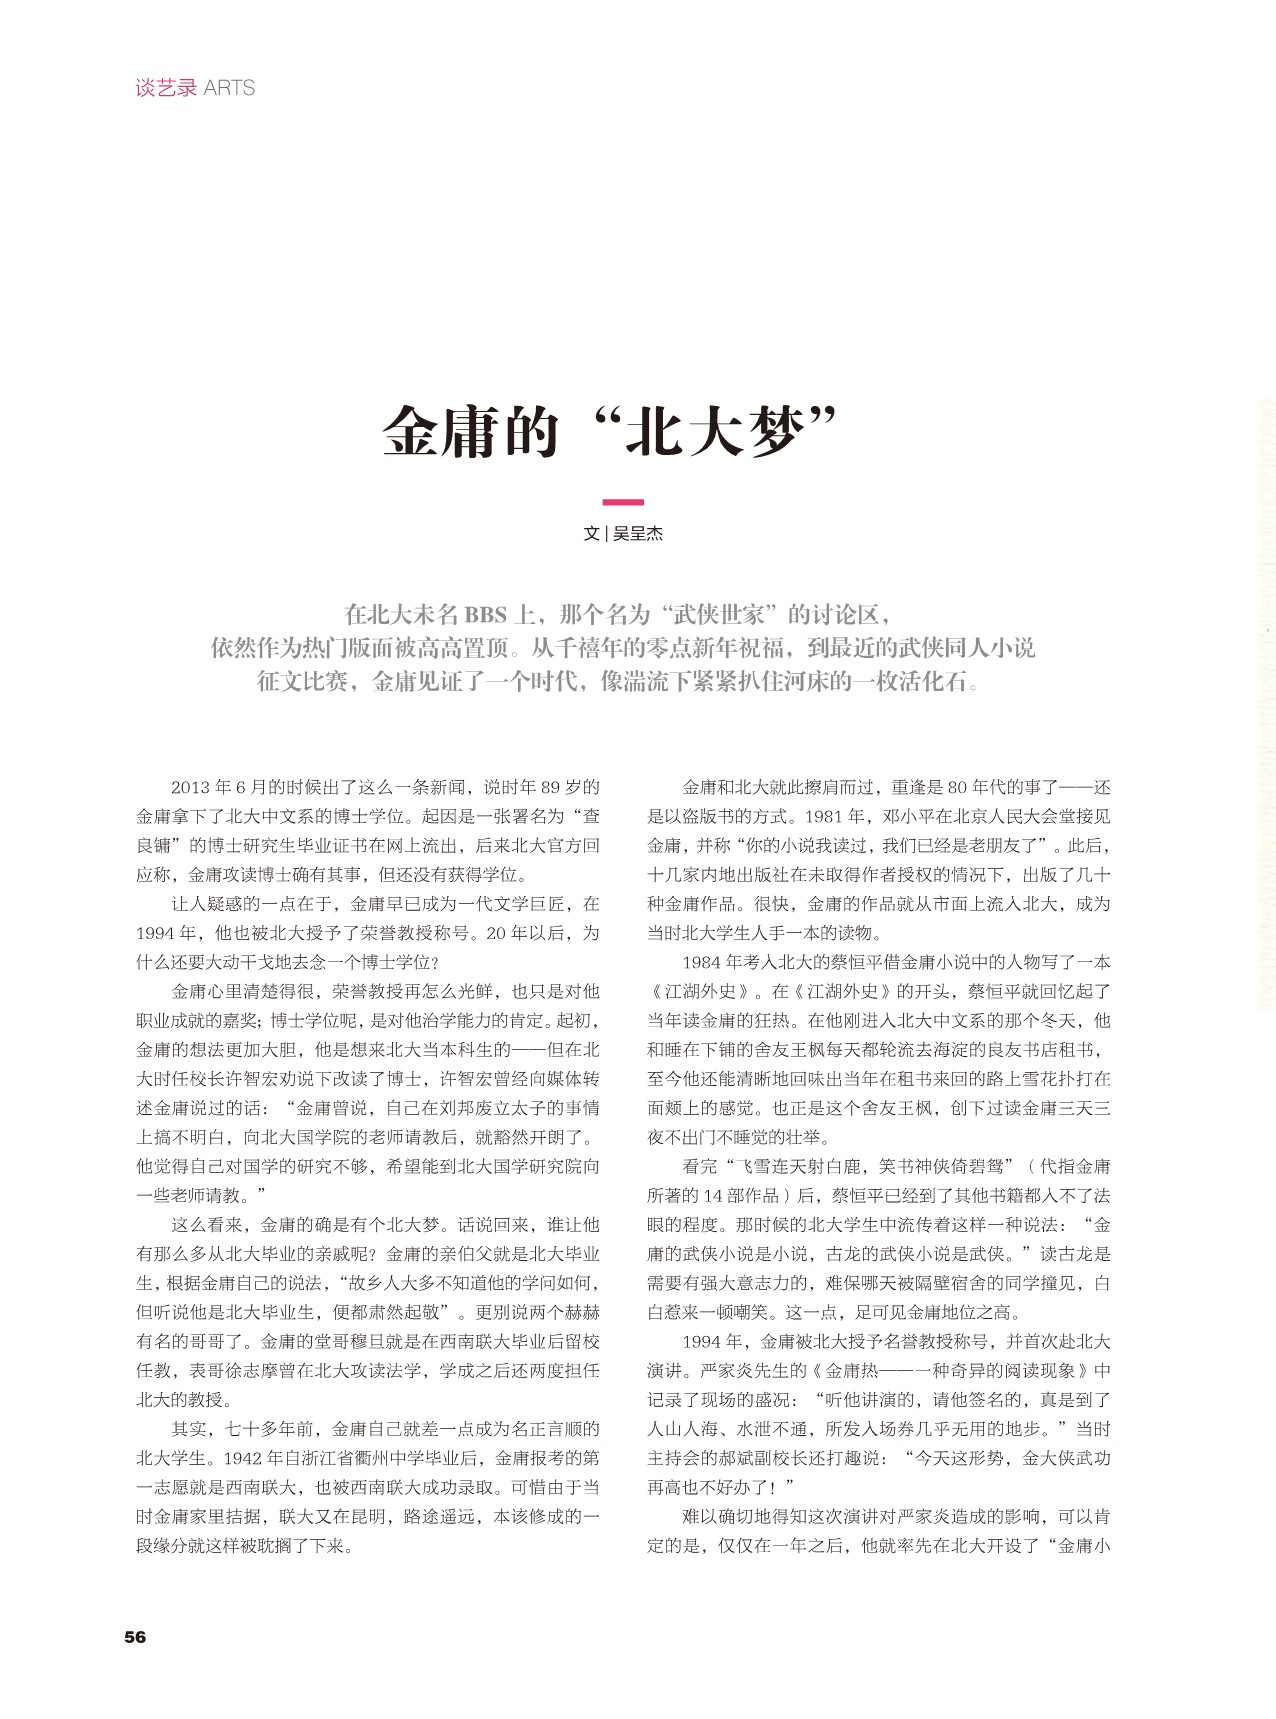 谈艺录 ARTS
金庸的“北大梦”
文 | 吴呈杰
在北大未名 BBS 上，那个名为“武侠世家”的讨论区，
依然作为热门版面被高高置顶。从千禧年的零点新年祝福，到最近的武侠同人小说
征文比赛，金庸见证了一个时代，像湍流下紧紧扒住河床的一枚活化石。
2013 年 6 月的时候出了这么一条新闻，说时年 89 岁的
金庸拿下了北大中文系的博士学位。起因是一张署名为“查
良镛”的博士研究生毕业证书在网上流出，后来北大官方回
应称，金庸攻读博士确有其事，但还没有获得学位。
让人疑惑的一点在于，金庸早已成为一代文学巨匠，在
1994 年，他也被北大授予了荣誉教授称号。20 年以后，为
什么还要大动干戈地去念一个博士学位？
金庸心里清楚得很，荣誉教授再怎么光鲜，也只是对他
职业成就的嘉奖；博士学位呢，是对他治学能力的肯定。起初，
金庸的想法更加大胆，他是想来北大当本科生的——但在北
大时任校长许智宏劝说下改读了博士，许智宏曾经向媒体转
述金庸说过的话：“金庸曾说，自己在刘邦废立太子的事情
上搞不明白，向北大国学院的老师请教后，就豁然开朗了。
他觉得自己对国学的研究不够，希望能到北大国学研究院向
一些老师请教。”
这么看来，金庸的确是有个北大梦。话说回来，谁让他
有那么多从北大毕业的亲戚呢？金庸的亲伯父就是北大毕业
生，根据金庸自己的说法，“故乡人大多不知道他的学问如何，
但听说他是北大毕业生，便都肃然起敬”。更别说两个赫赫
有名的哥哥了。金庸的堂哥穆旦就是在西南联大毕业后留校
任教，表哥徐志摩曾在北大攻读法学，学成之后还两度担任
北大的教授。
其实，七十多年前，金庸自己就差一点成为名正言顺的
北大学生。1942 年自浙江省衢州中学毕业后，金庸报考的第
一志愿就是西南联大，也被西南联大成功录取。可惜由于当
时金庸家里拮据，联大又在昆明，路途遥远，本该修成的一
段缘分就这样被耽搁了下来。
金庸和北大就此擦肩而过，重逢是 80 年代的事了——还
是以盗版书的方式。1981 年，邓小平在北京人民大会堂接见
金庸，并称“你的小说我读过，我们已经是老朋友了”。此后，
十几家内地出版社在未取得作者授权的情况下，出版了几十
种金庸作品。很快，金庸的作品就从市面上流入北大，成为
当时北大学生人手一本的读物。
1984 年考入北大的蔡恒平借金庸小说中的人物写了一本
《江湖外史》。在《江湖外史》的开头，蔡恒平就回忆起了
当年读金庸的狂热。在他刚进入北大中文系的那个冬天，他
和睡在下铺的舍友王枫每天都轮流去海淀的良友书店租书，
至今他还能清晰地回味出当年在租书来回的路上雪花扑打在
面颊上的感觉。也正是这个舍友王枫，创下过读金庸三天三
夜不出门不睡觉的壮举。
看完“飞雪连天射白鹿，笑书神侠倚碧鸳”（代指金庸
所著的 14 部作品）后，蔡恒平已经到了其他书籍都入不了法
眼的程度。那时候的北大学生中流传着这样一种说法：“金
庸的武侠小说是小说，古龙的武侠小说是武侠。”读古龙是
需要有强大意志力的，难保哪天被隔壁宿舍的同学撞见，白
白惹来一顿嘲笑。这一点，足可见金庸地位之高。
1994 年，金庸被北大授予名誉教授称号，并首次赴北大
演讲。严家炎先生的《金庸热——一种奇异的阅读现象》中
记录了现场的盛况：“听他讲演的，请他签名的，真是到了
人山人海、水泄不通，所发入场券几乎无用的地步。”当时
主持会的郝斌副校长还打趣说：“今天这形势，金大侠武功
再高也不好办了！”
难以确切地得知这次演讲对严家炎造成的影响，可以肯
定的是，仅仅在一年之后，他就率先在北大开设了“金庸小
56